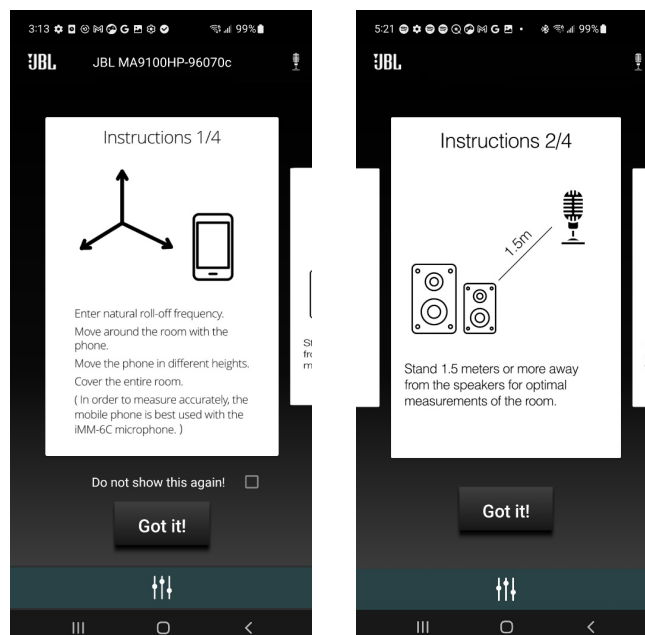 3:13 G 99%
JBL JBL MA9100HP-96070c
Instructions 1/4
Enter natural roll-off frequency.
Move around the room with the
phone.
Move the phone in different heights.
Cover the entire room.
( In order to measure accurately, the
mobile phone is best used with the
iMM-6C microphone. )
St
fro
m
Do not show this again!
Got it!
5:21 G 99%
JBL
Instructions 2/4
1.5m
Stand 1.5 meters or more away
from the speakers for optimal
measurements of the room.
Got it!